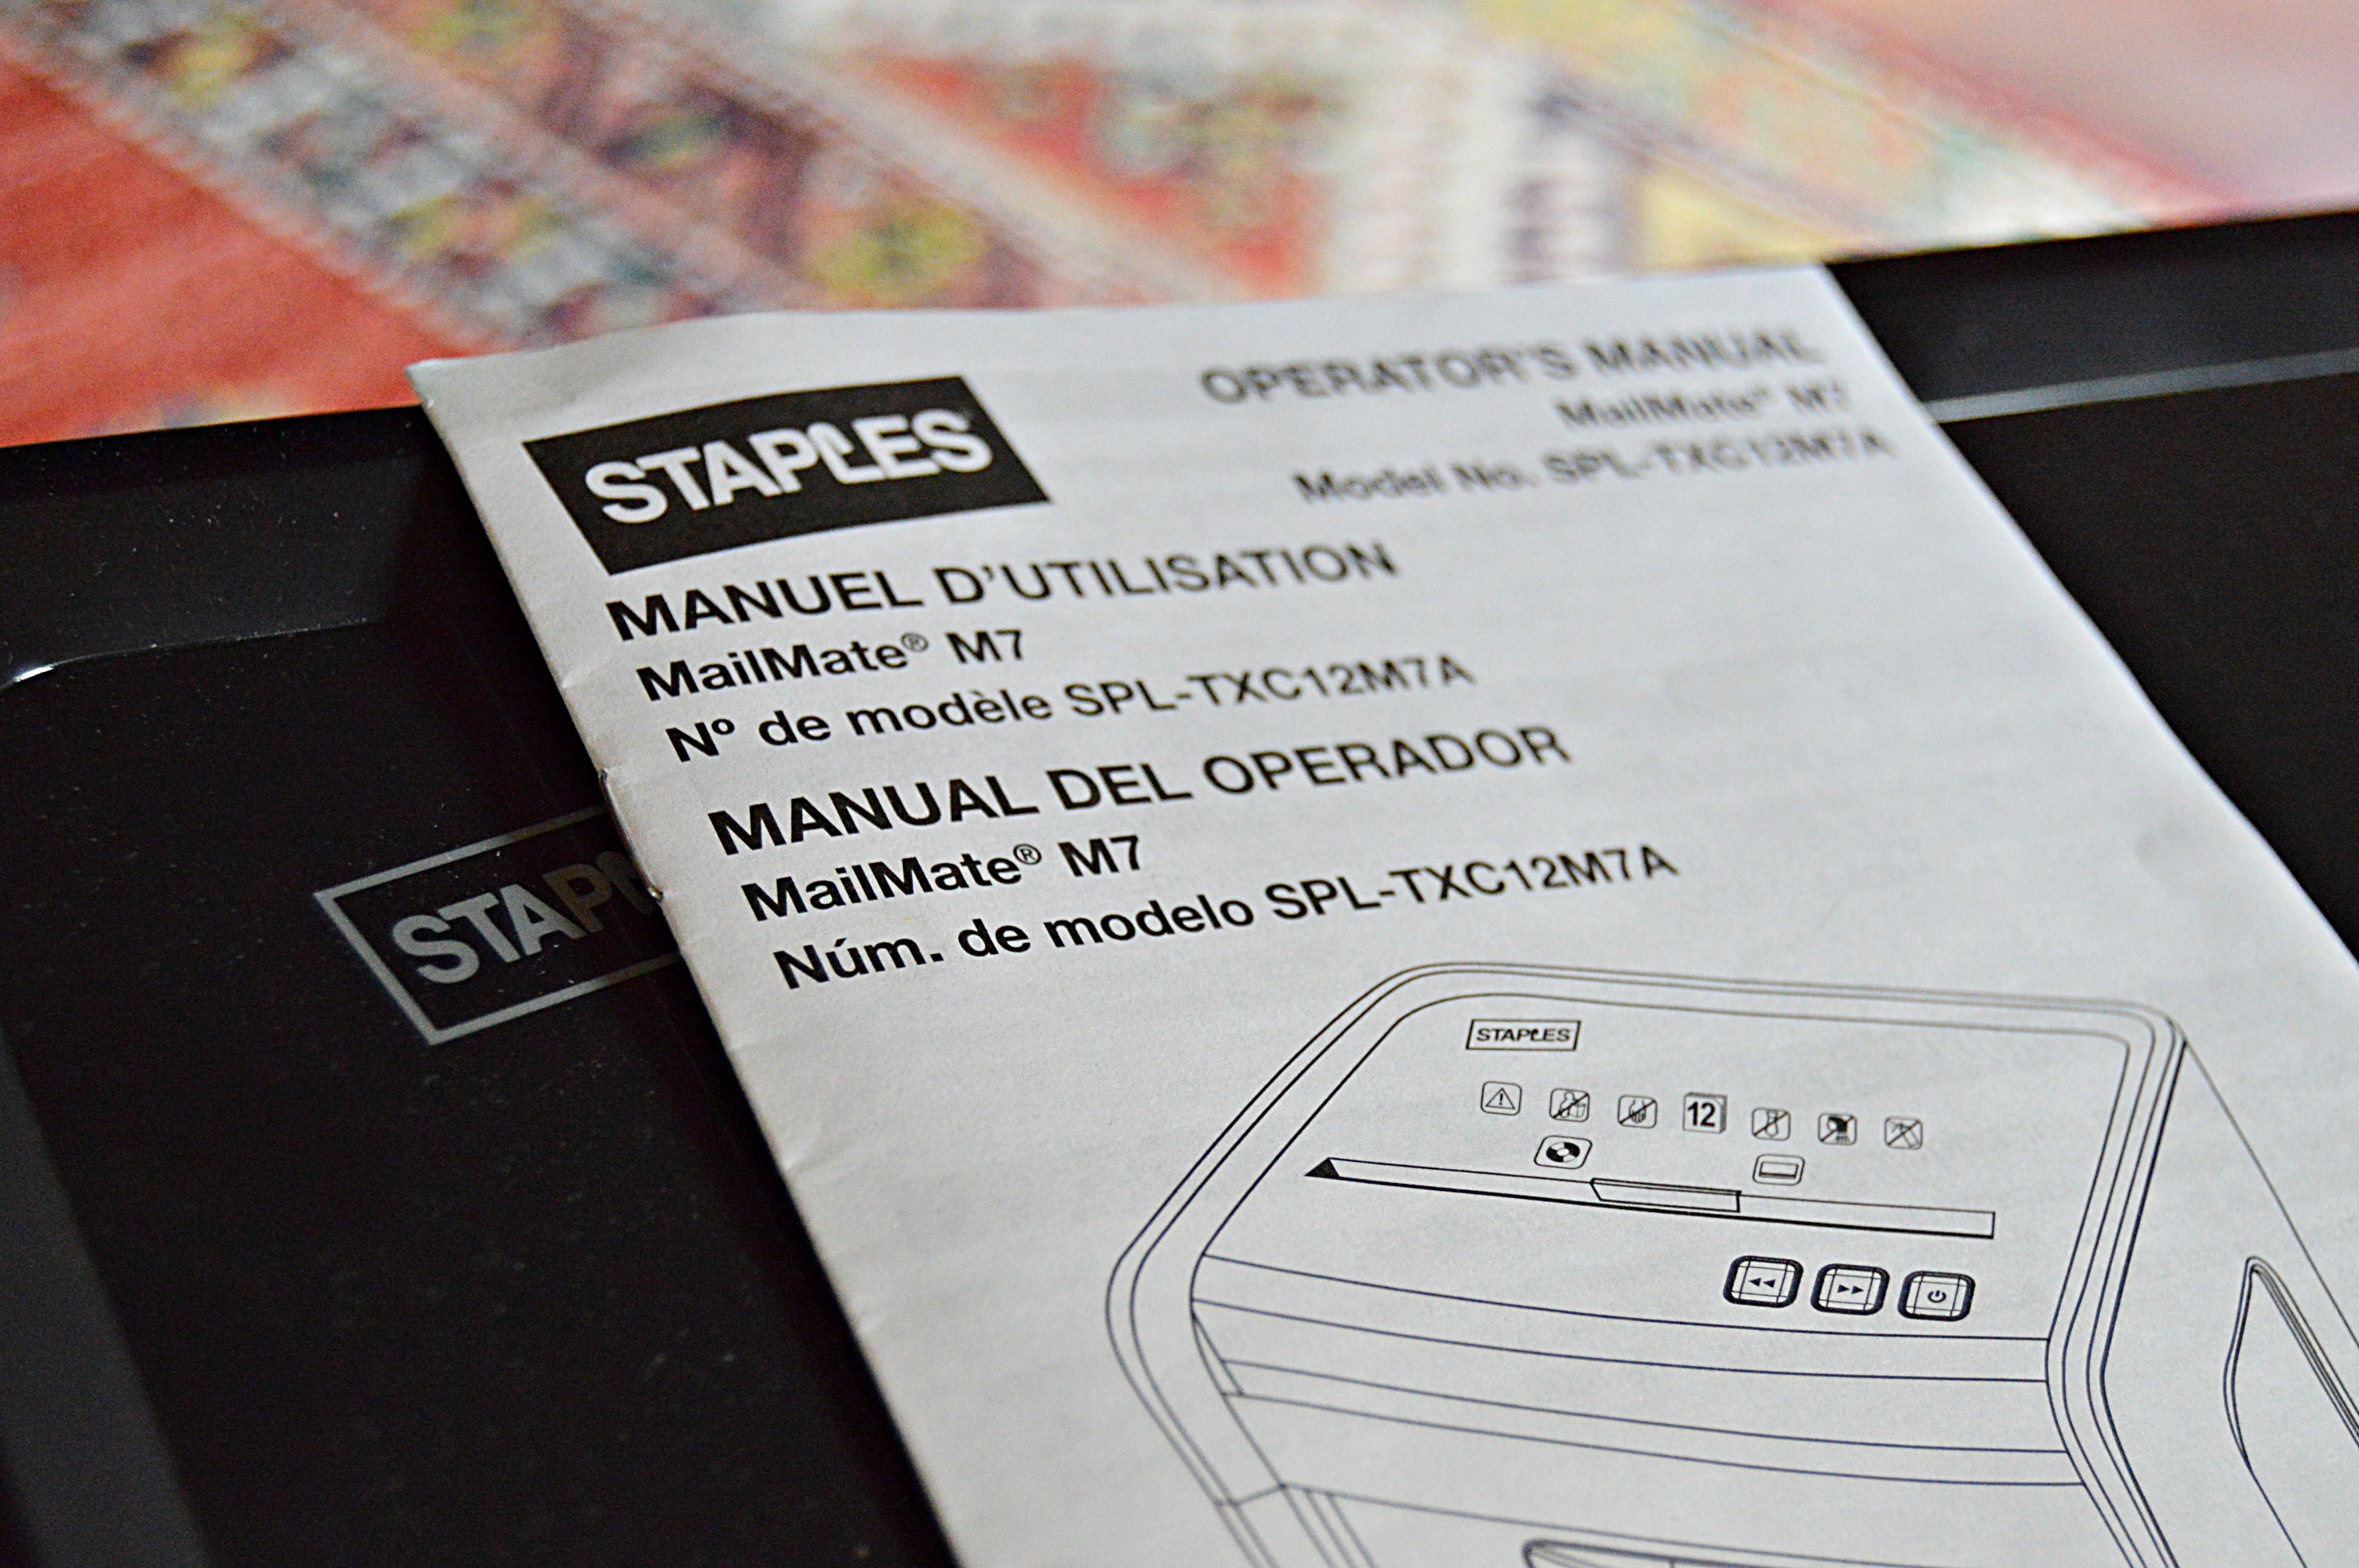 STAPLES
OPERATOR'S MANUAL
MailMate® M7
Model No. SPL-TXC12M7A
MANUEL D'UTILISATION
MailMate® M7
Nº de modèle SPL-TXC12M7A
MANUAL DEL OPERADOR
MailMate® M7
Núm. de modelo SPL-TXC12M7A
STAP
STAPLES
12